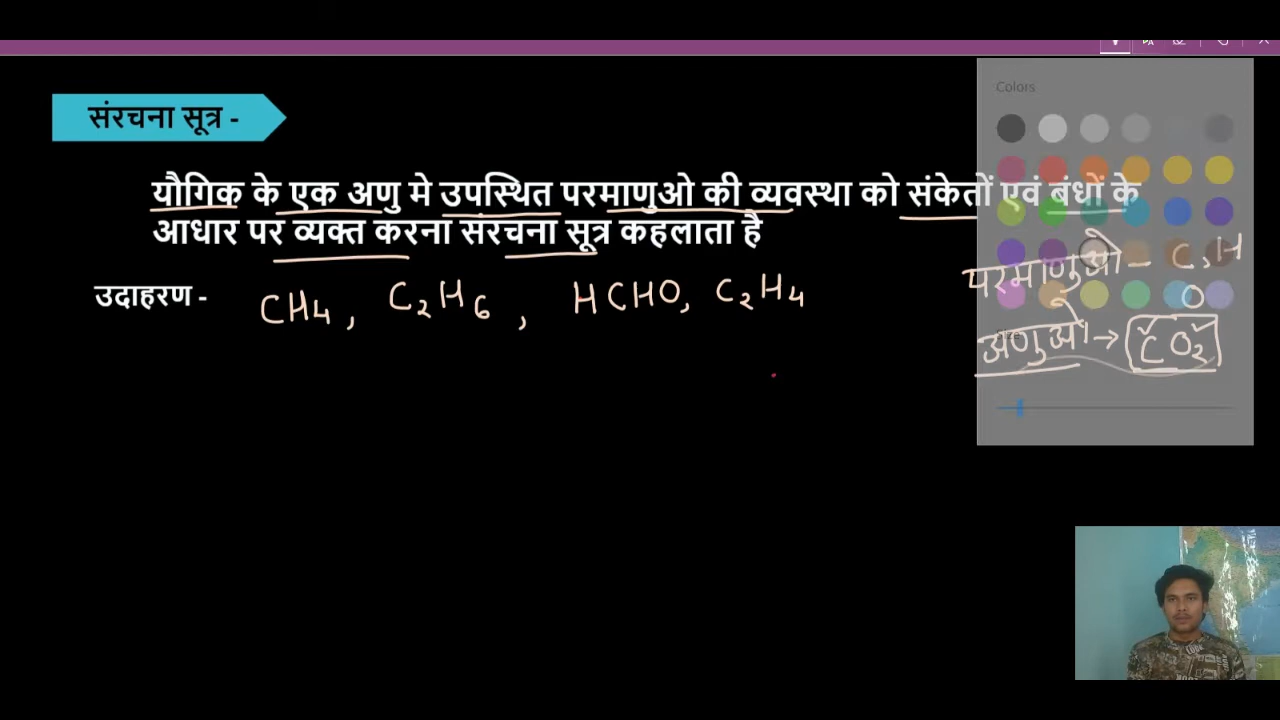 Colors
संरचना सूत्र -
यौगिक के एक अणु मे उपस्थित परमाणुओ की व्यवस्था को संकेतों एवं बंधों के
आधार पर व्यक्त करना संरचना सूत्र कहलाता है
उदाहरण - CH4, C2H6, HCHO, C2H4
परमाणुओ - C, H
O
Size
अणुओ → CO2